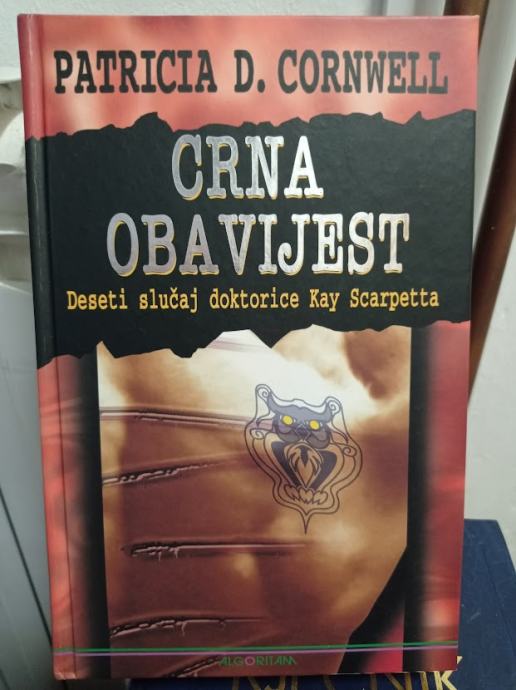 PATRICIA D. CORNWELL
CRNA
OBAVIJEST
Deseti slučaj doktorice Kay Scarpetta
ALGORITAM